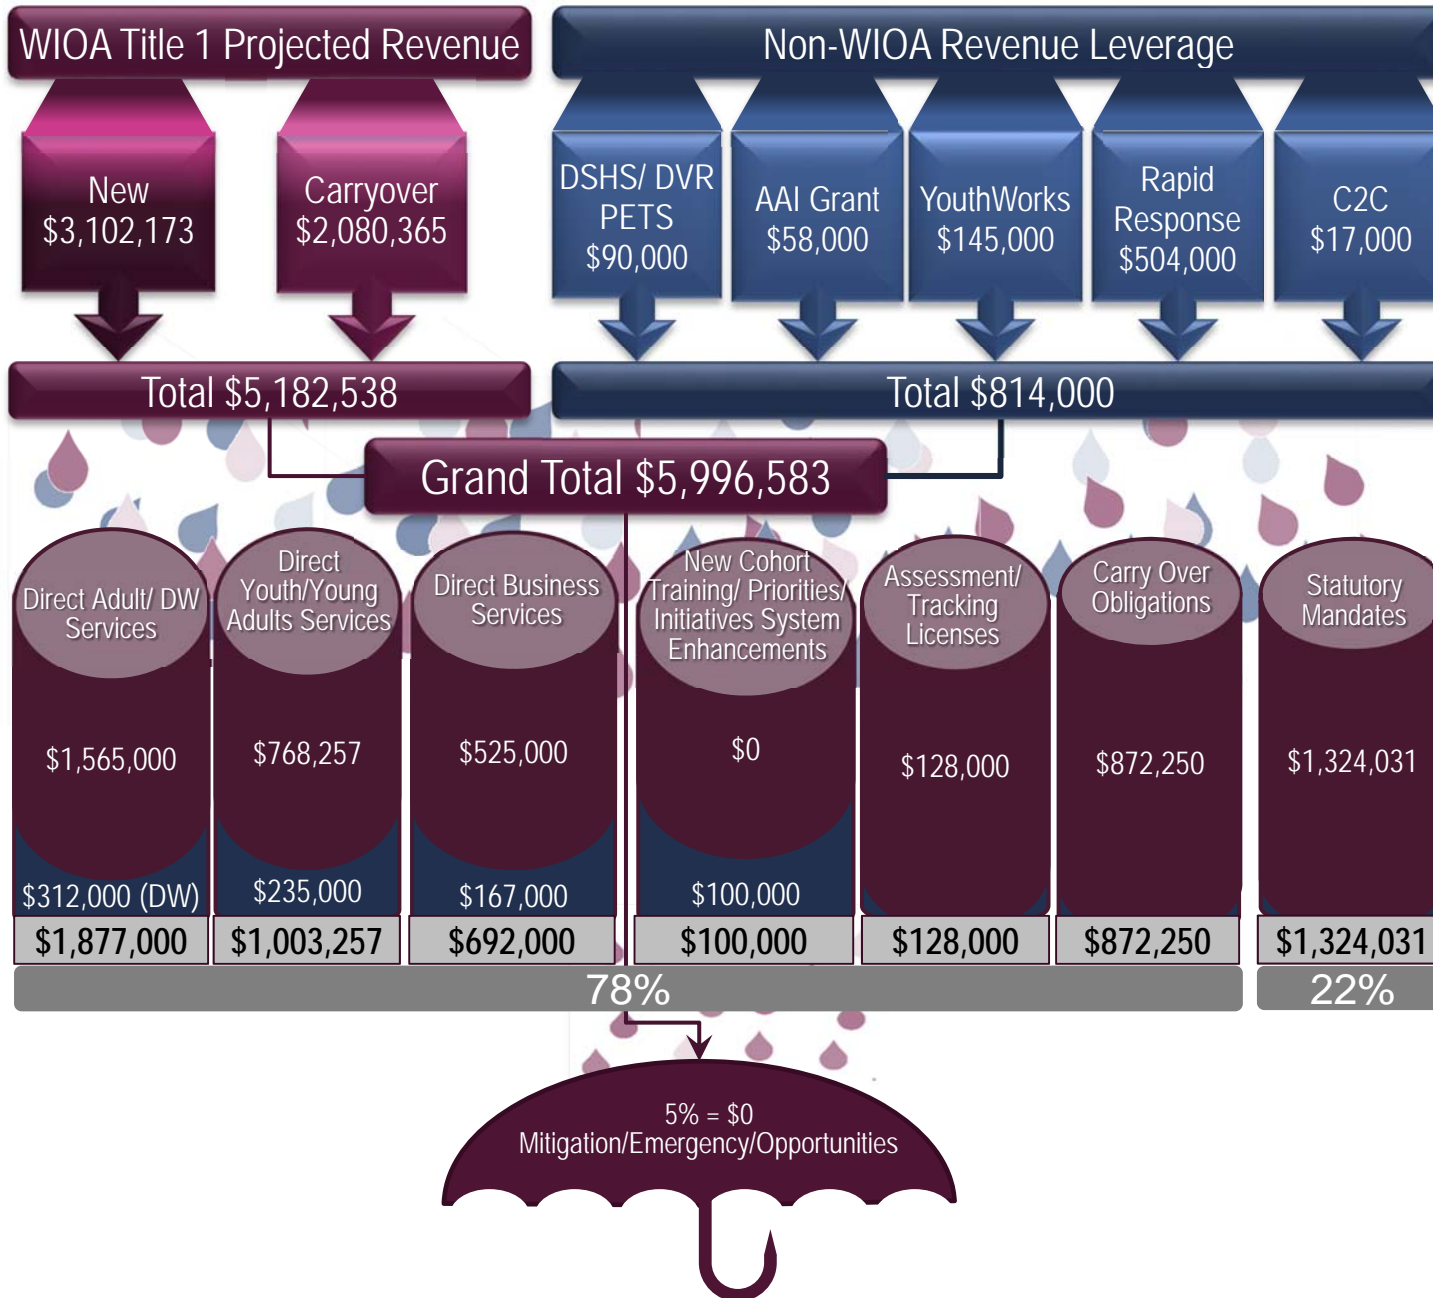 WIOA Title 1 Projected Revenue
Non-WIOA Revenue Leverage
New
$3,102,173
Carryover
$2,080,365
DSHS/ DVR
PETS
$90,000
AAI Grant
$58,000
YouthWorks
$145,000
Rapid
Response
$504,000
C2C
$17,000
Total $5,182,538
Total $814,000
Grand Total $5,996,583
Direct Adult/ DW
Services
Direct
Youth/Young
Adults Services
Direct Business
Services
New Cohort
Training/ Priorities/
Initiatives System
Enhancements
Assessment/
Tracking
Licenses
Carry Over
Obligations
Statutory
Mandates
$1,565,000
$768,257
$525,000
$0
$128,000
$872,250
$1,324,031
$312,000 (DW)
$235,000
$167,000
$100,000
$1,877,000
$1,003,257
$692,000
$100,000
$128,000
$872,250
$1,324,031
78%
22%
5% = $0
Mitigation/Emergency/Opportunities